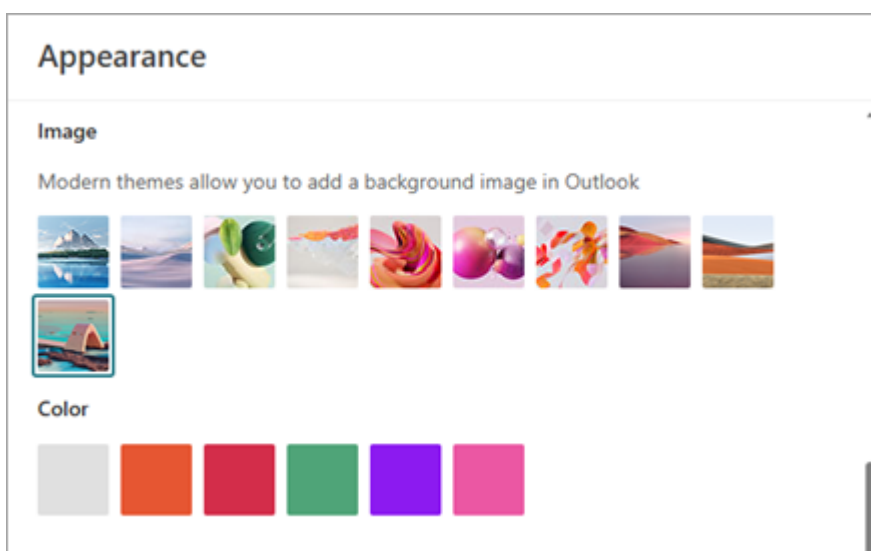 Appearance
Image
Modern themes allow you to add a background image in Outlook
Color